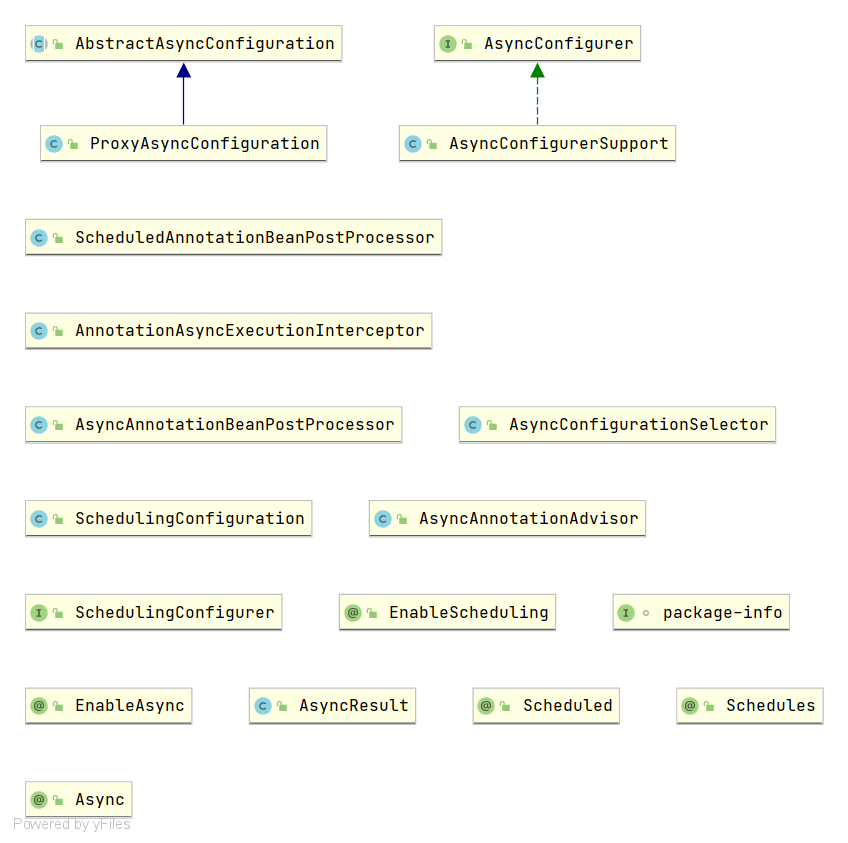 AbstractAsyncConfiguration
AsyncConfigurer
ProxyAsyncConfiguration
AsyncConfigurerSupport
ScheduledAnnotationBeanPostProcessor
AnnotationAsyncExecutionInterceptor
AsyncAnnotationBeanPostProcessor
AsyncConfigurationSelector
SchedulingConfiguration
AsyncAnnotationAdvisor
SchedulingConfigurer
EnableScheduling
package-info
EnableAsync
AsyncResult
Scheduled
Schedules
Async
Powered by yFiles